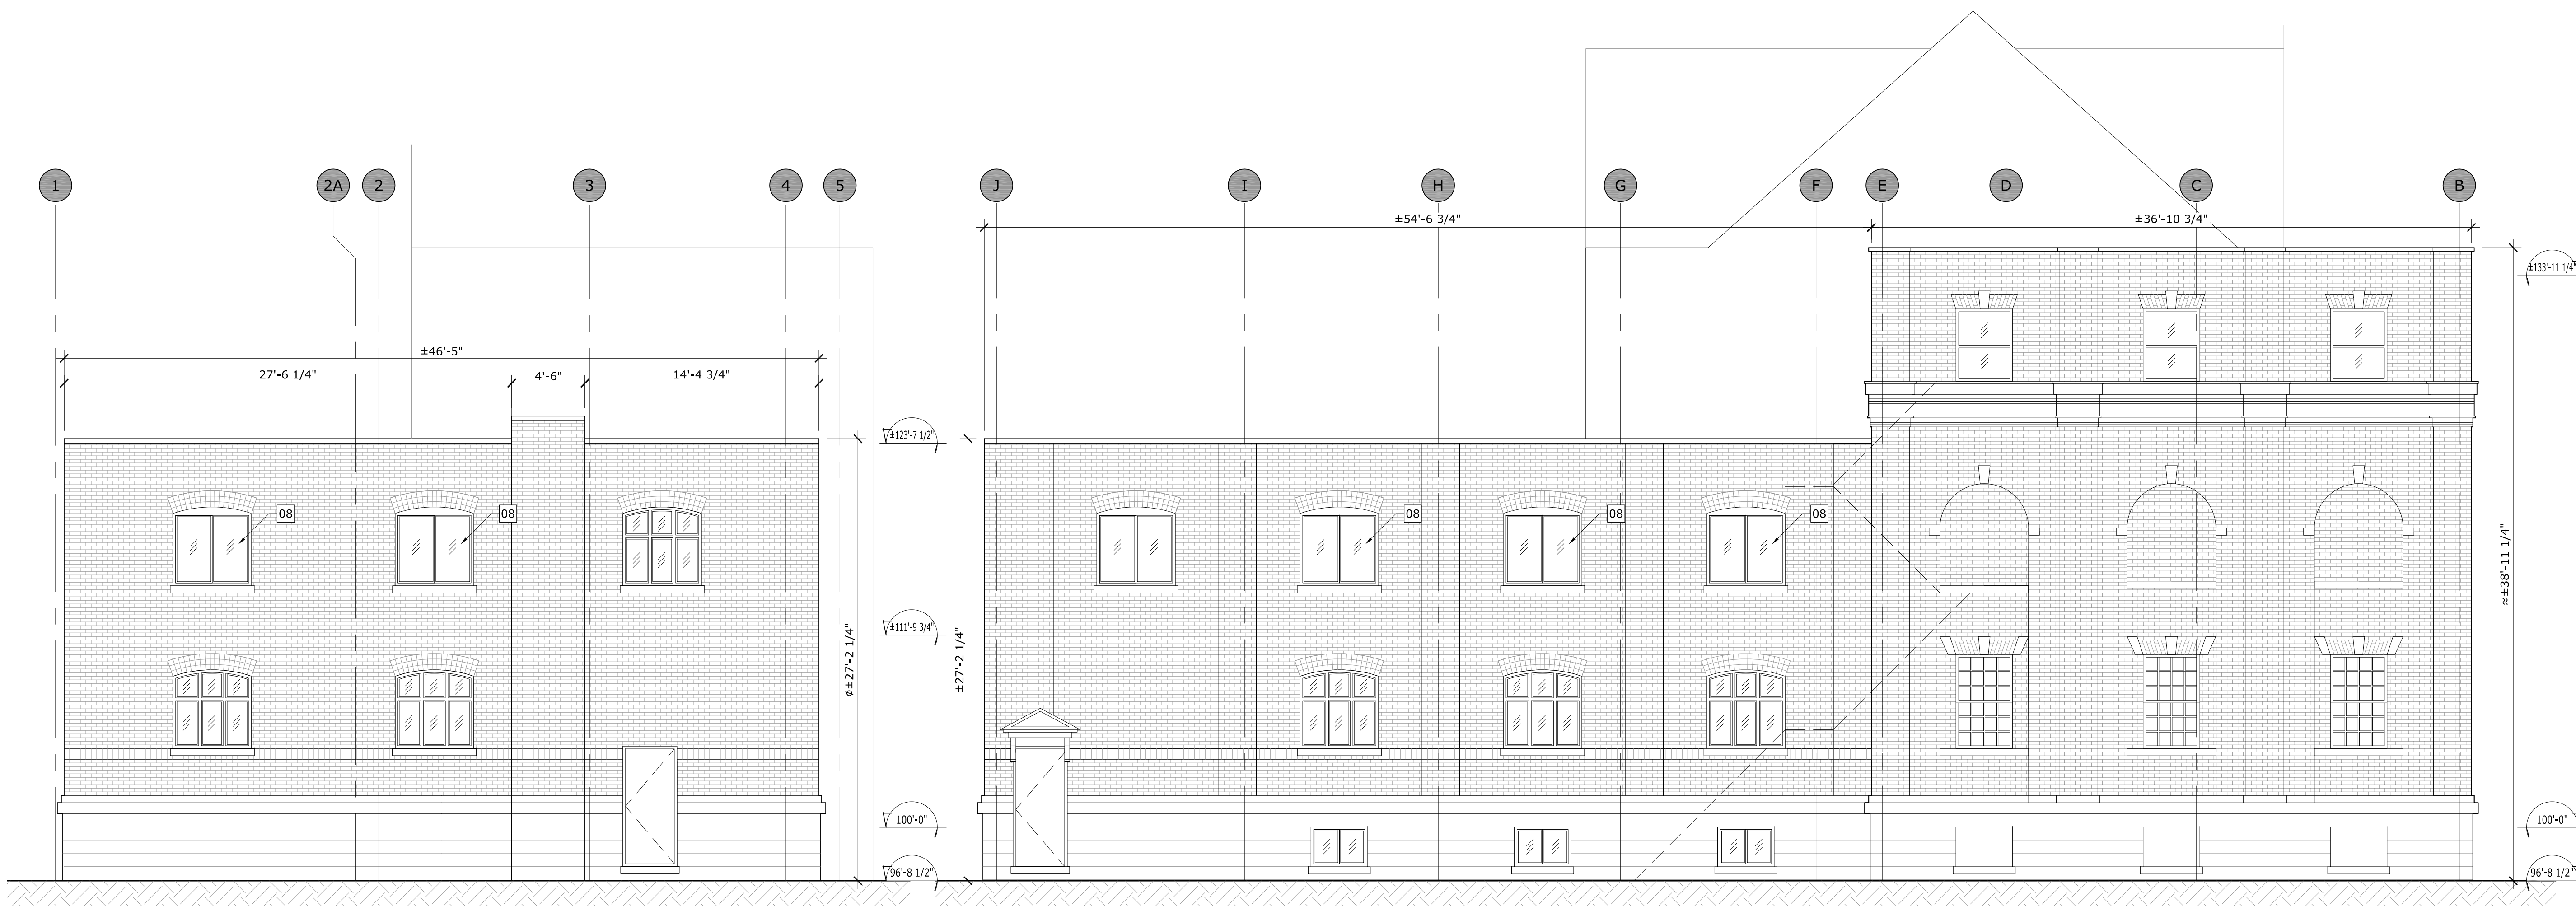 1 2A 2 3 4 5 J I H G F E D C B
±54'-6 3/4" ±36'-10 3/4"
±133'-11 1/4"
±46'-5"
27'-6 1/4" 4'-6" 14'-4 3/4"
±123'-7 1/2"
08 08 08 08 08
≈±38'-11 1/4"
±111'-9 3/4"
⌀±27'-2 1/4" ±27'-2 1/4"
100'-0" 100'-0"
96'-8 1/2" 96'-8 1/2"